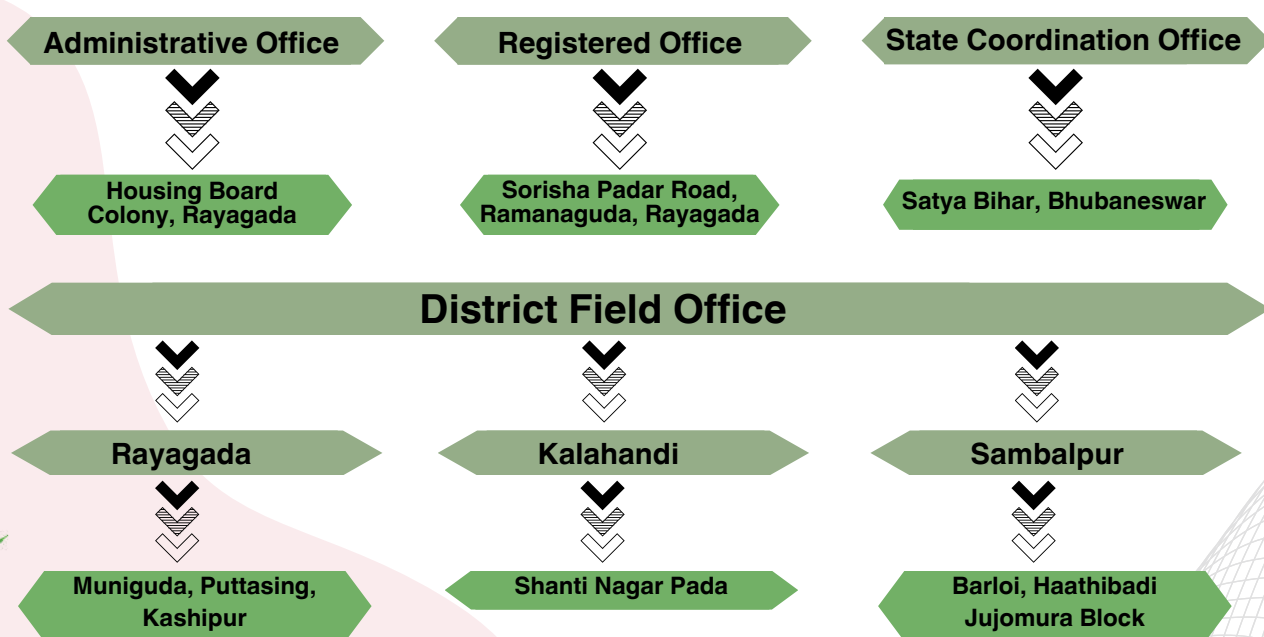 Administrative Office
Registered Office
State Coordination Office
Housing Board
Colony, Rayagada
Sorisha Padar Road,
Ramanaguda, Rayagada
Satya Bihar, Bhubaneswar
District Field Office
Rayagada
Kalahandi
Sambalpur
Muniguda, Puttasing,
Kashipur
Shanti Nagar Pada
Barloi, Haathibadi
Jujomura Block